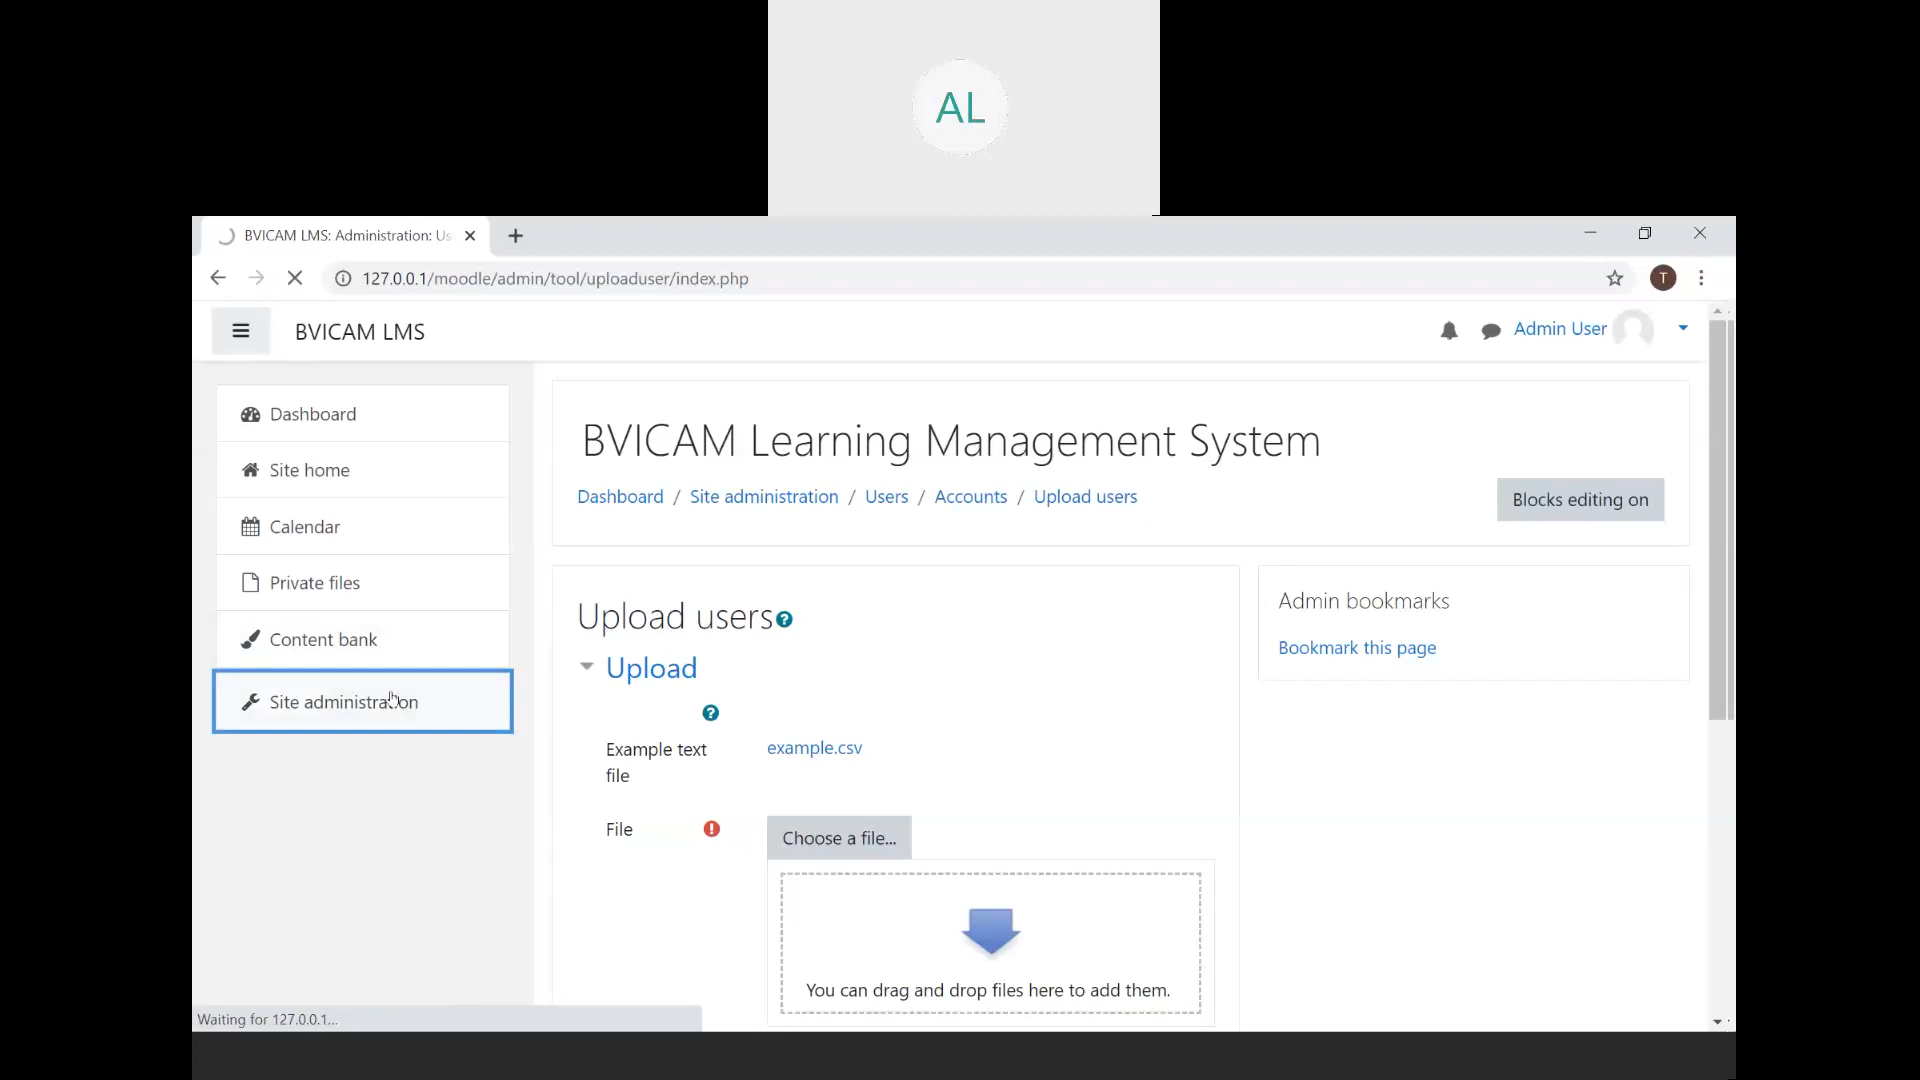 AL
BVICAM LMS: Administration: Us
127.0.0.1/moodle/admin/tool/uploaduser/index.php
T
BVICAM LMS
Admin User
Dashboard
Site home
Calendar
Private files
Content bank
Site administration
BVICAM Learning Management System
Dashboard / Site administration / Users / Accounts / Upload users
Blocks editing on
Upload users
Upload
Example text
file
example.csv
File
Choose a file...
You can drag and drop files here to add them.
Admin bookmarks
Bookmark this page
Waiting for 127.0.0.1...